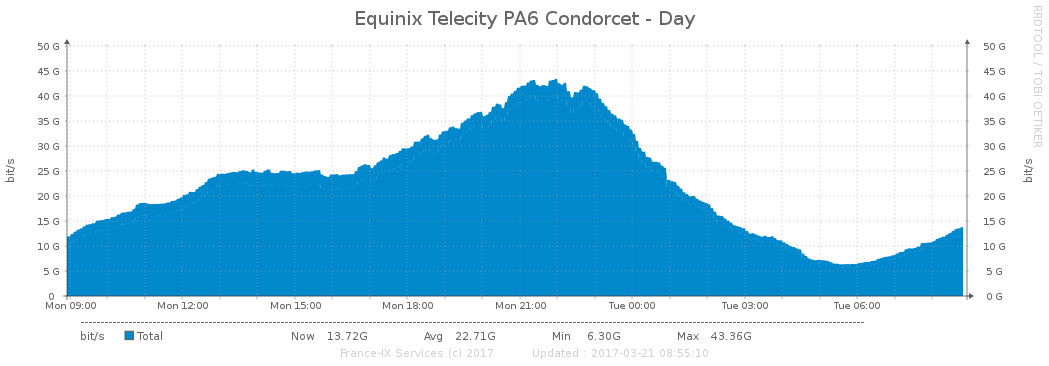 Equinix Telecity PA6 Condorcet - Day
RRDTOOL / TOBI OETIKER
bit/s
50 G 50 G
45 G 45 G
40 G 40 G
35 G 35 G
30 G 30 G
25 G 25 G
20 G 20 G
15 G 15 G
10 G 10 G
5 G 5 G
0 0 G
bit/s
Mon 09:00 Mon 12:00 Mon 15:00 Mon 18:00 Mon 21:00 Tue 00:00 Tue 03:00 Tue 06:00
bit/s Total Now 13.72G Avg 22.71G Min 6.30G Max 43.36G
France-IX Services (c) 2017 Updated : 2017-03-21 08:55:10